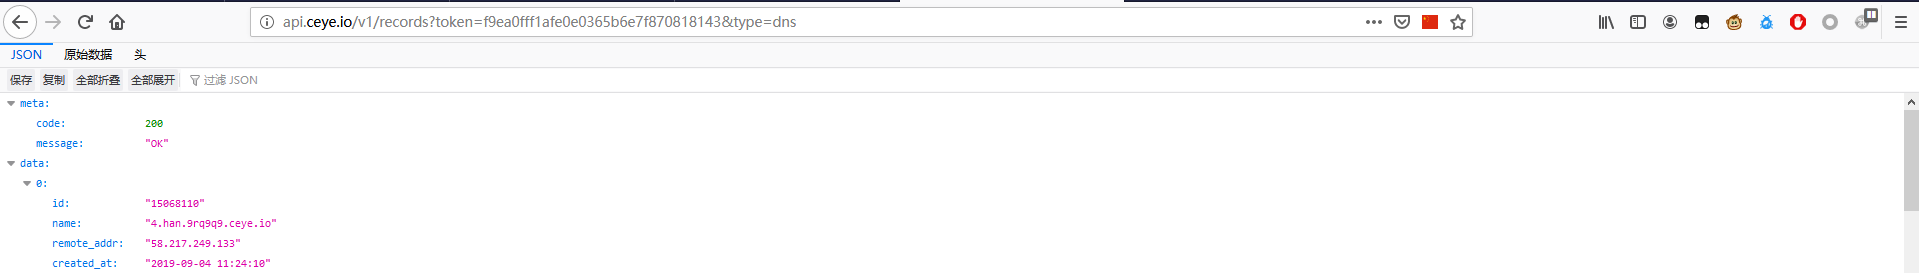 api.ceye.io/v1/records?token=f9ea0fff1afe0e0365b6e7f870818143&type=dns
JSON 原始数据 头
保存 复制 全部折叠 全部展开 过滤 JSON
meta:
code: 200
message: "OK"
data:
0:
id: "15068110"
name: "4.han.9rq9q9.ceye.io"
remote_addr: "58.217.249.133"
created_at: "2019-09-04 11:24:10"